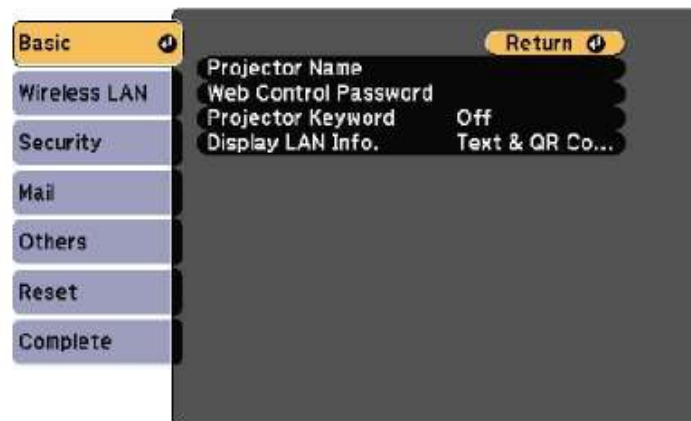 Basic
Wireless LAN
Security
Mail
Others
Reset
Complete
Return
Projector Name
Web Control Password
Projector Keyword Off
Display LAN Info. Text & QR Co...